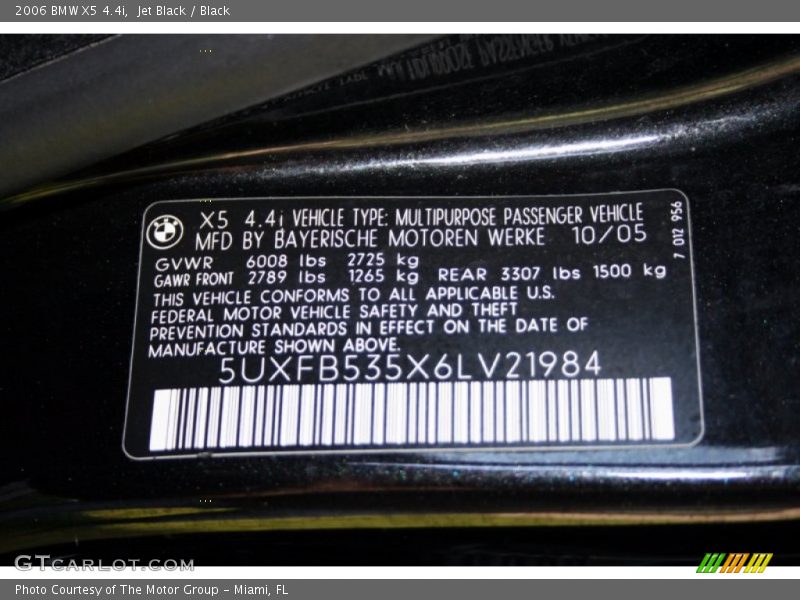 2006 BMW X5 4.4i, Jet Black / Black
X5 4.4i VEHICLE TYPE: MULTIPURPOSE PASSENGER VEHICLE
MFD BY BAYERISCHE MOTOREN WERKE 10/05
GVWR 6008 lbs 2725 kg
GAWR FRONT 2789 lbs 1265 kg REAR 3307 lbs 1500 kg
THIS VEHICLE CONFORMS TO ALL APPLICABLE U.S.
FEDERAL MOTOR VEHICLE SAFETY AND THEFT
PREVENTION STANDARDS IN EFFECT ON THE DATE OF
MANUFACTURE SHOWN ABOVE.
5UXFB535X6LV21984
7 012 956
GTCARLOT.COM
Photo Courtesy of The Motor Group - Miami, FL